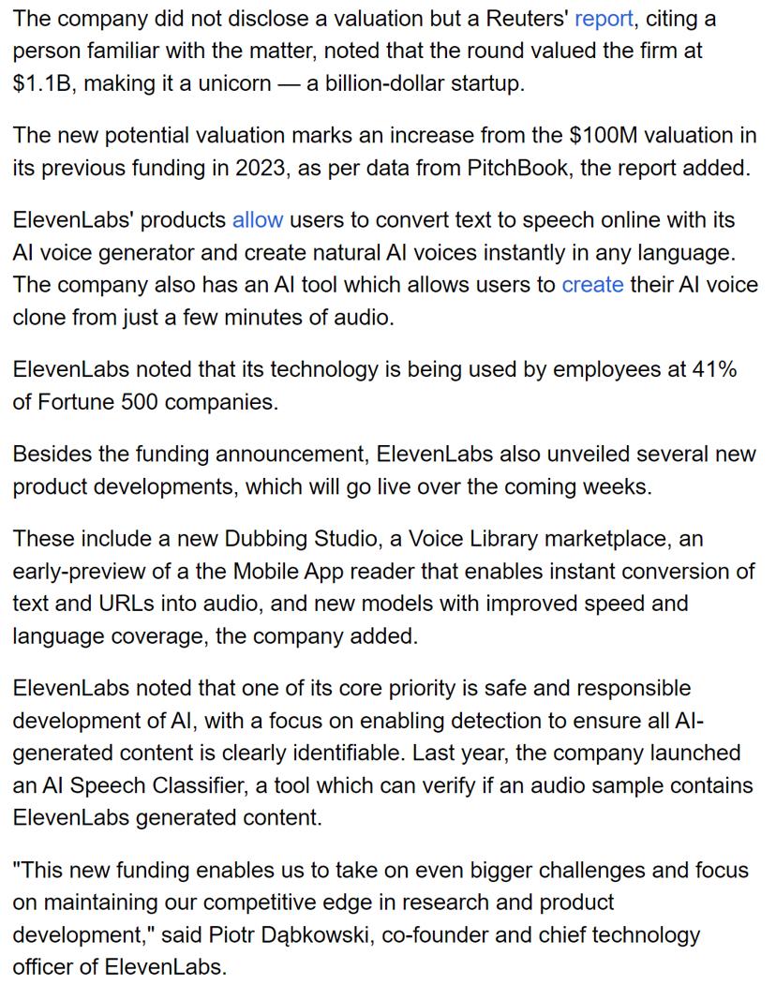 The company did not disclose a valuation but a Reuters' report, citing a
person familiar with the matter, noted that the round valued the firm at
$1.1B, making it a unicorn — a billion-dollar startup.
The new potential valuation marks an increase from the $100M valuation in
its previous funding in 2023, as per data from PitchBook, the report added.
ElevenLabs' products allow users to convert text to speech online with its
AI voice generator and create natural AI voices instantly in any language.
The company also has an AI tool which allows users to create their AI voice
clone from just a few minutes of audio.
ElevenLabs noted that its technology is being used by employees at 41%
of Fortune 500 companies.
Besides the funding announcement, ElevenLabs also unveiled several new
product developments, which will go live over the coming weeks.
These include a new Dubbing Studio, a Voice Library marketplace, an
early-preview of a the Mobile App reader that enables instant conversion of
text and URLs into audio, and new models with improved speed and
language coverage, the company added.
ElevenLabs noted that one of its core priority is safe and responsible
development of AI, with a focus on enabling detection to ensure all AI-
generated content is clearly identifiable. Last year, the company launched
an AI Speech Classifier, a tool which can verify if an audio sample contains
ElevenLabs generated content.
"This new funding enables us to take on even bigger challenges and focus
on maintaining our competitive edge in research and product
development," said Piotr Dąbkowski, co-founder and chief technology
officer of ElevenLabs.